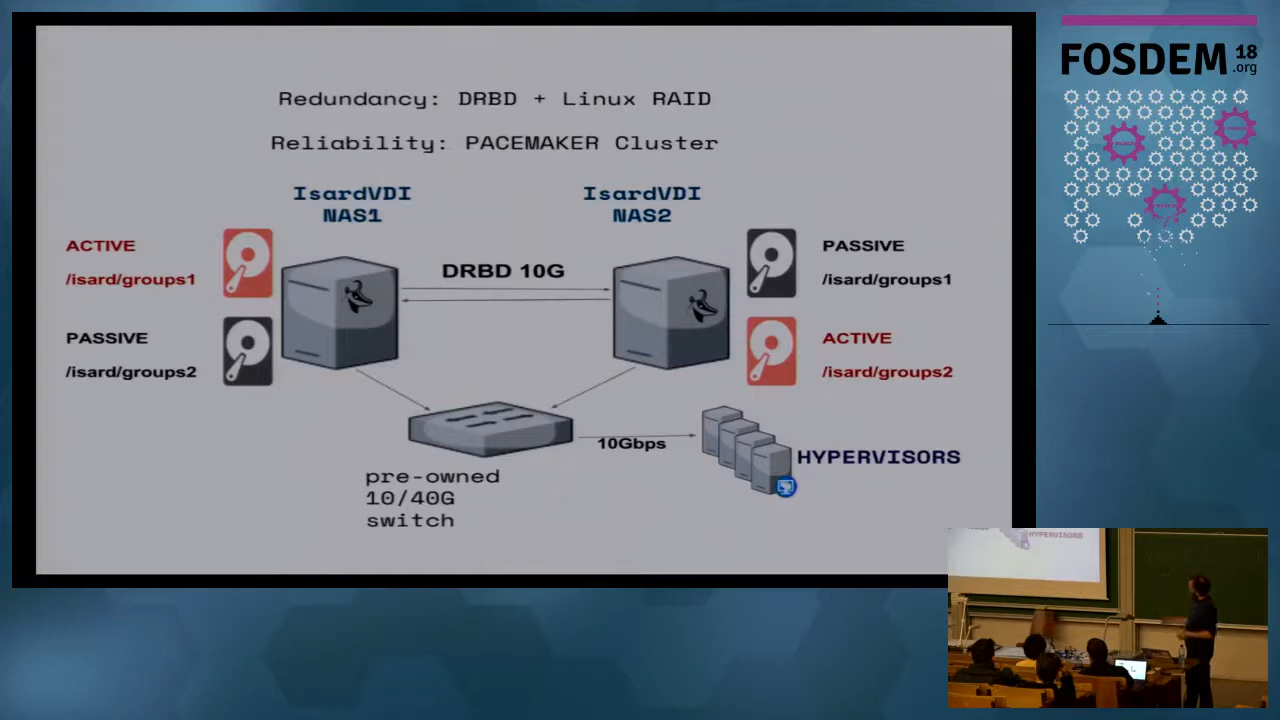 Redundancy: DRBD + Linux RAID
Reliability: PACEMAKER Cluster
IsardVDI
NAS1
IsardVDI
NAS2
ACTIVE
/isard/groups1
PASSIVE
/isard/groups2
DRBD 10G
PASSIVE
/isard/groups1
ACTIVE
/isard/groups2
10Gbps
HYPERVISORS
pre-owned
10/40G
switch
FOSDEM 18
.org
HYPERVISORS